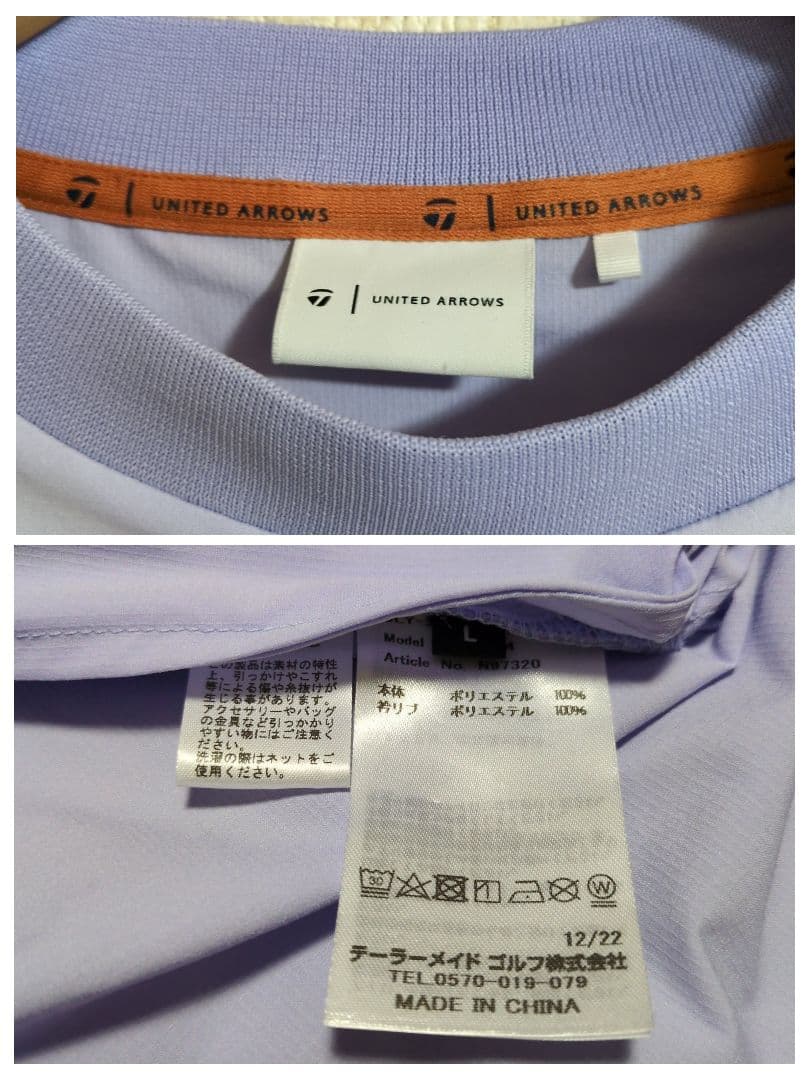 UNITED ARROWS
UNITED ARROWS
UNITED ARROWS
L
Model
Article No. N97320
本体 ポリエステル 100%
衿リブ ポリエステル 100%
この製品は素材の特性
上、引っかけやこすれ
等による傷や糸抜けが
生じる事があります。
アクセサリーやバッグ
の金具など引っかかり
やすい物にはご注意く
ださい。
洗濯の際はネットをご
使用ください。
30
W
12/22
テーラーメイド ゴルフ株式会社
TEL.0570-019-079
MADE IN CHINA